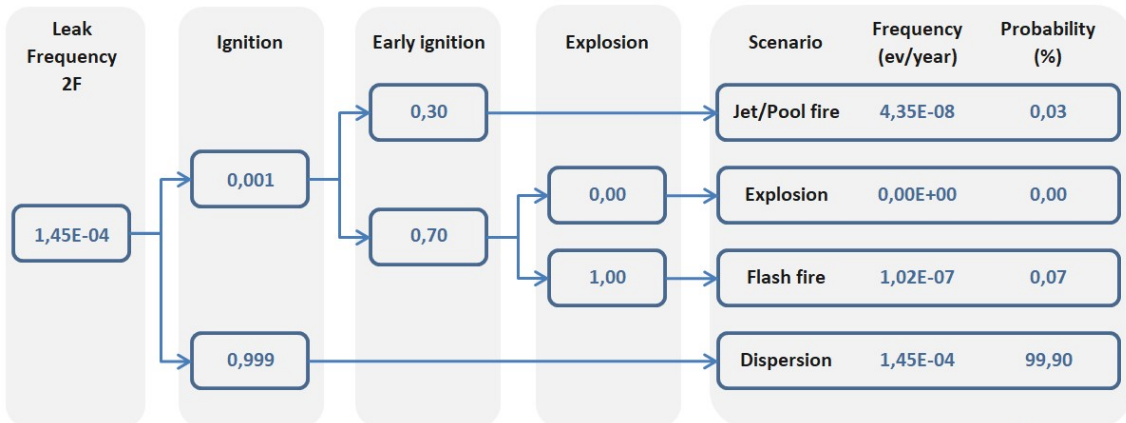 Leak
Frequency
2F
Ignition
Early ignition
Explosion
Scenario
Frequency
(ev/year)
Probability
(%)
0,30
Jet/Pool fire 4,35E-08 0,03
0,001
0,00
Explosion 0,00E+00 0,00
1,45E-04
0,70
1,00
Flash fire 1,02E-07 0,07
0,999
Dispersion 1,45E-04 99,90